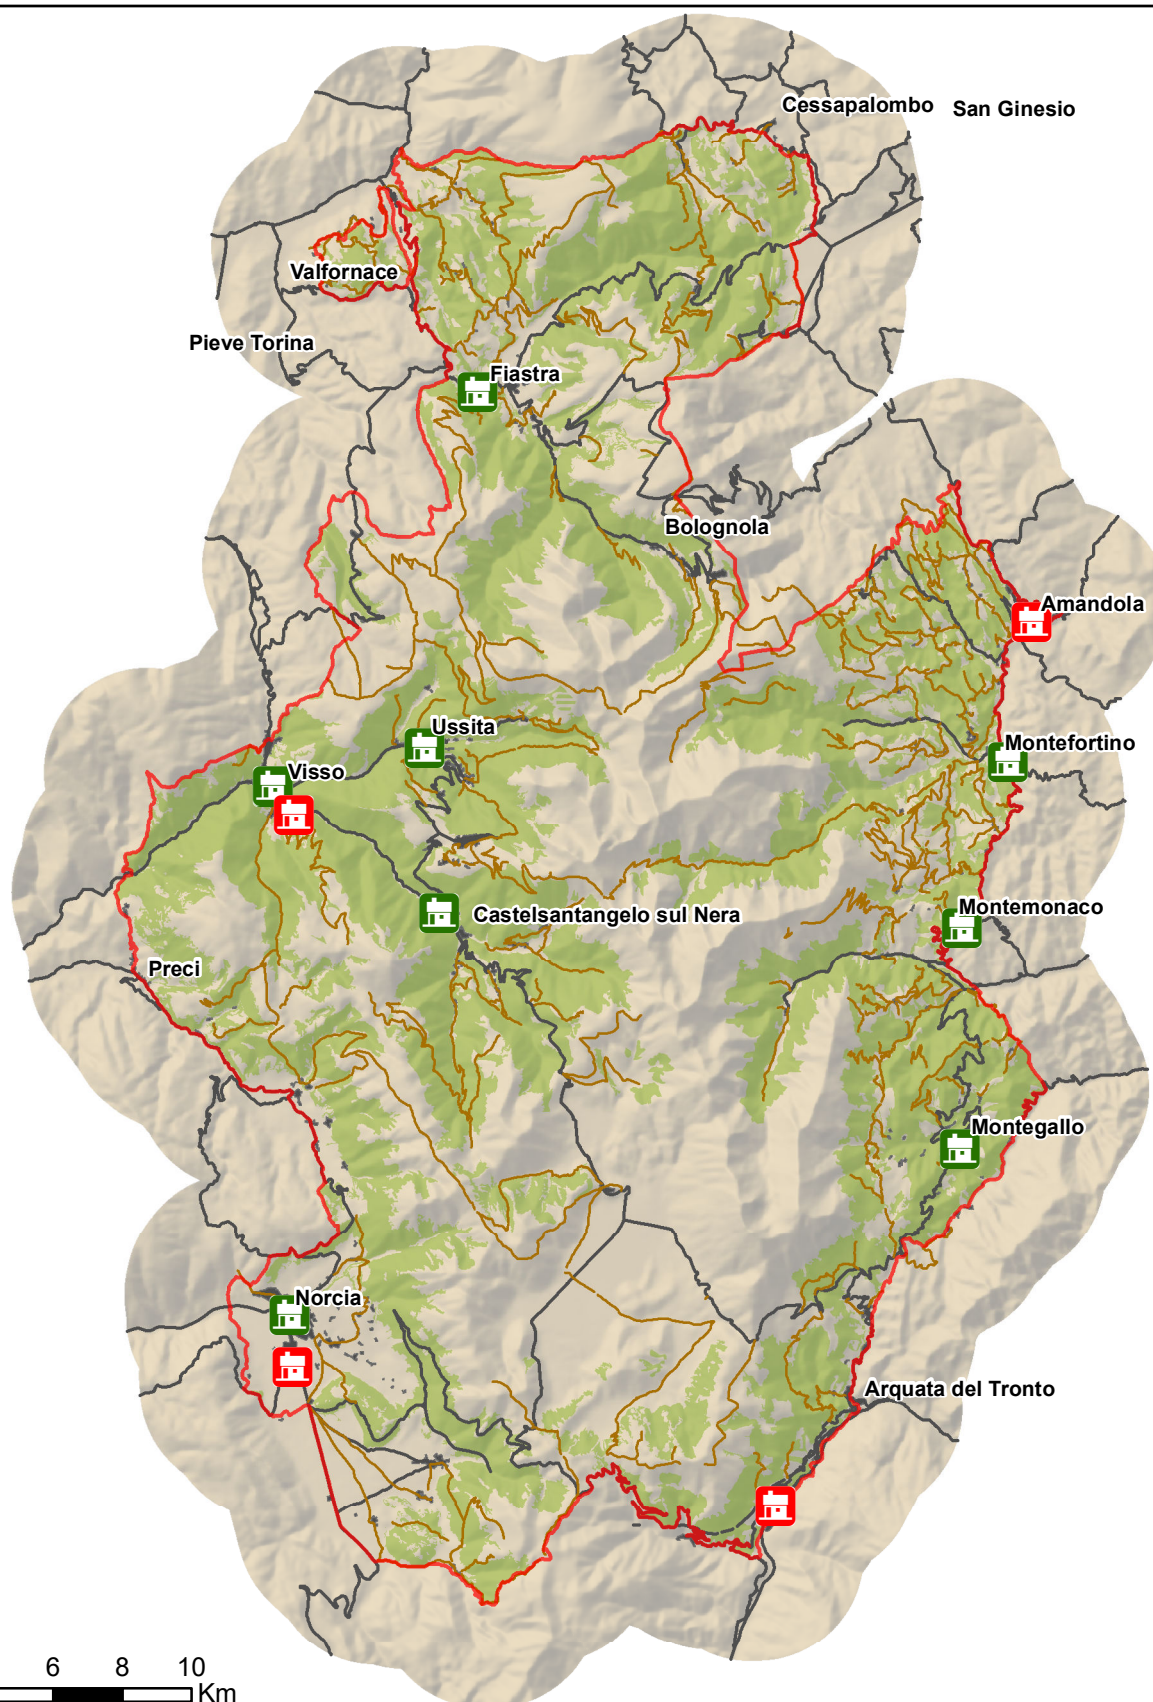 Cessapalombo
San Ginesio
Valfornace
Pieve Torina
Fiastra
Bolognola
Amandola
Ussita
Montefortino
Visso
Montemonaco
Castelsantangelo sul Nera
Preci
Montegallo
Norcia
Arquata del Tronto
6 8 10
Km